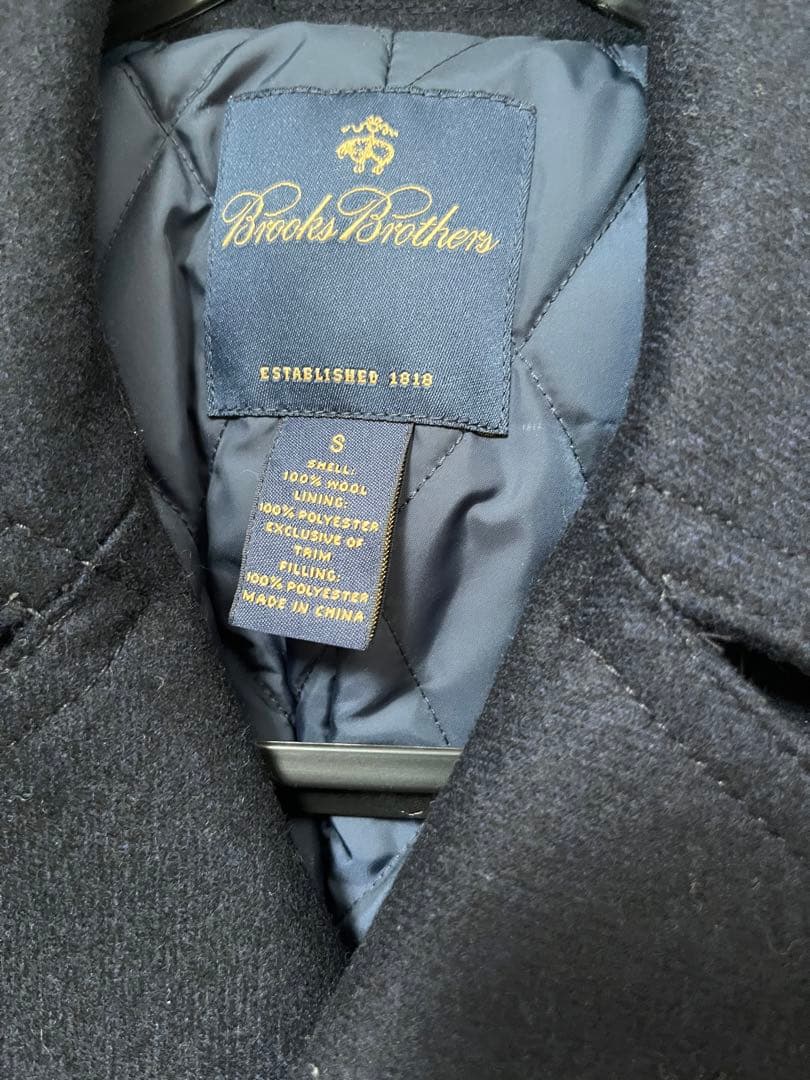 Brooks Brothers
ESTABLISHED 1818
S
SHELL:
100% WOOL
LINING:
100% POLYESTER
EXCLUSIVE OF
TRIM
FILLING:
100% POLYESTER
MADE IN CHINA